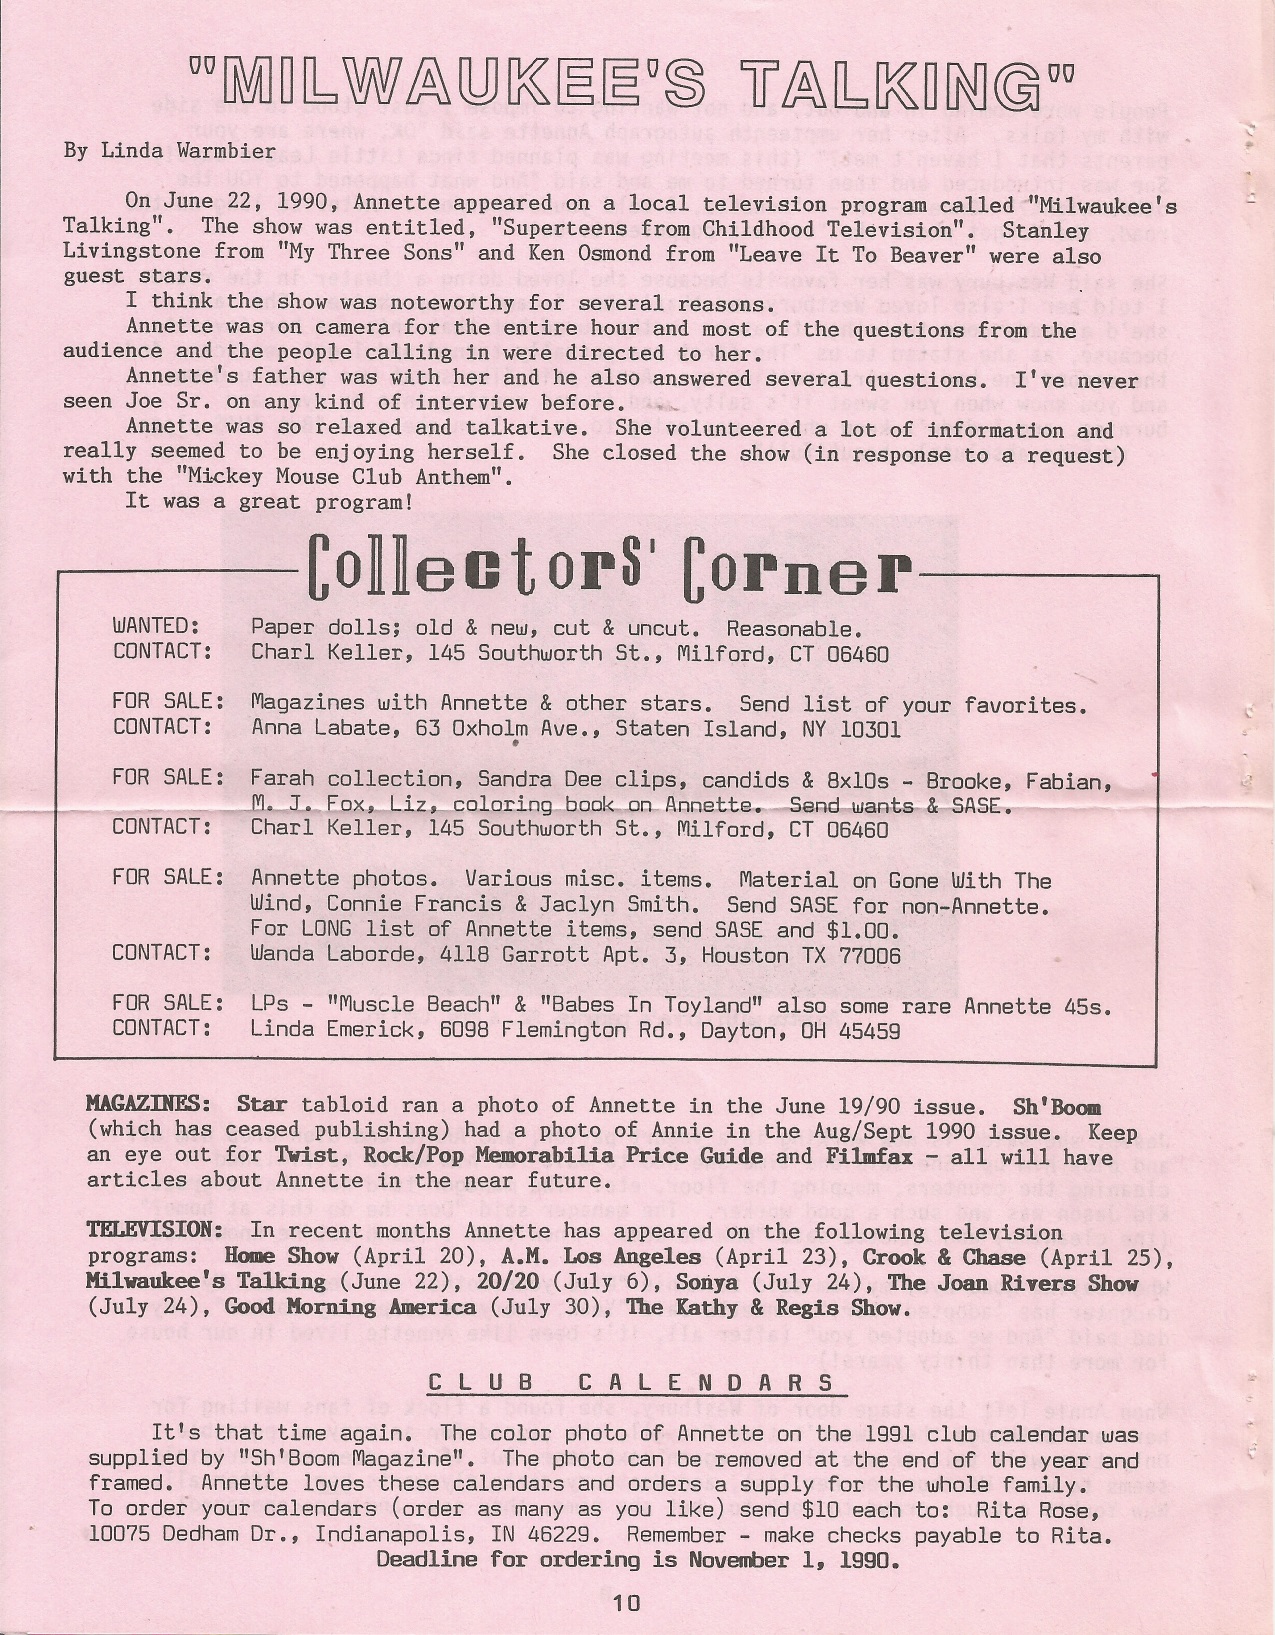 "MILWAUKEE'S TALKING"
By Linda Warmbier
On June 22, 1990, Annette appeared on a local television program called "Milwaukee's
Talking". The show was entitled, "Superteens from Childhood Television". Stanley
Livingstone from "My Three Sons" and Ken Osmond from "Leave It To Beaver" were also
guest stars.
I think the show was noteworthy for several reasons.
Annette was on camera for the entire hour and most of the questions from the
audience and the people calling in were directed to her.
Annette's father was with her and he also answered several questions. I've never
seen Joe Sr. on any kind of interview before.
Annette was so relaxed and talkative. She volunteered a lot of information and
really seemed to be enjoying herself. She closed the show (in response to a request)
with the "Mickey Mouse Club Anthem".
It was a great program!
Collectors' Corner
WANTED: Paper dolls; old & new, cut & uncut. Reasonable.
CONTACT: Charl Keller, 145 Southworth St., Milford, CT 06460
FOR SALE: Magazines with Annette & other stars. Send list of your favorites.
CONTACT: Anna Labate, 63 Oxholm Ave., Staten Island, NY 10301
FOR SALE: Farah collection, Sandra Dee clips, candids & 8x10s - Brooke, Fabian,
M. J. Fox, Liz, coloring book on Annette. Send wants & SASE.
CONTACT: Charl Keller, 145 Southworth St., Milford, CT 06460
FOR SALE: Annette photos. Various misc. items. Material on Gone With The
Wind, Connie Francis & Jaclyn Smith. Send SASE for non-Annette.
For LONG list of Annette items, send SASE and $1.00.
CONTACT: Wanda Laborde, 4118 Garrott Apt. 3, Houston TX 77006
FOR SALE: LPs - "Muscle Beach" & "Babes In Toyland" also some rare Annette 45s.
CONTACT: Linda Emerick, 6098 Flemington Rd., Dayton, OH 45459
MAGAZINES: Star tabloid ran a photo of Annette in the June 19/90 issue. Sh'Boom
(which has ceased publishing) had a photo of Annie in the Aug/Sept 1990 issue. Keep
an eye out for Twist, Rock/Pop Memorabilia Price Guide and Filmfax - all will have
articles about Annette in the near future.
TELEVISION: In recent months Annette has appeared on the following television
programs: Home Show (April 20), A.M. Los Angeles (April 23), Crook & Chase (April 25),
Milwaukee's Talking (June 22), 20/20 (July 6), Sonya (July 24), The Joan Rivers Show
(July 24), Good Morning America (July 30), The Kathy & Regis Show.
CLUB CALENDARS
It's that time again. The color photo of Annette on the 1991 club calendar was
supplied by "Sh'Boom Magazine". The photo can be removed at the end of the year and
framed. Annette loves these calendars and orders a supply for the whole family.
To order your calendars (order as many as you like) send $10 each to: Rita Rose,
10075 Dedham Dr., Indianapolis, IN 46229. Remember - make checks payable to Rita.
Deadline for ordering is November 1, 1990.
10